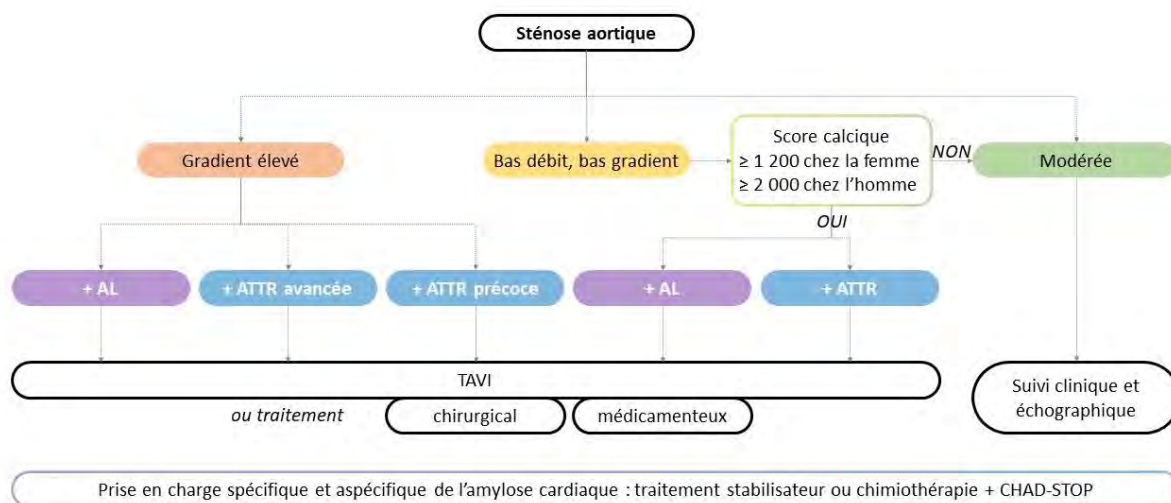 Sténose aortique
Gradient élevé
Bas débit, bas gradient
Score calcique
≥ 1 200 chez la femme
≥ 2 000 chez l'homme
NON
Modérée
OUI
+ AL
+ ATTR avancée
+ ATTR précoce
+ AL
+ ATTR
TAVI
ou traitement
chirurgical
médicamenteux
Suivi clinique et
échographique
Prise en charge spécifique et aspécifique de l'amylose cardiaque : traitement stabilisateur ou chimiothérapie + CHAD-STOP